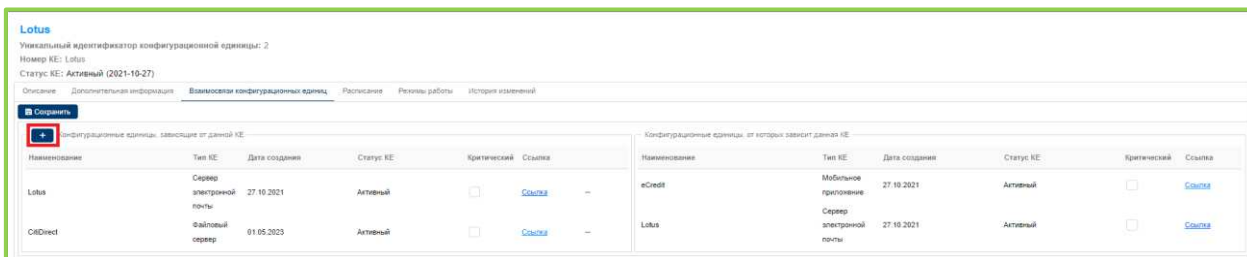 Lotus
Уникальный идентификатор конфигурационной единицы: 2
Номер КЕ: Lotus
Статус КЕ: Активный (2021-10-27)
Описание Дополнительная информация Взаимосвязи конфигурационных единиц Расписание Режимы работы История изменений
Сохранить
+ Конфигурационные единицы, зависящие от данной КЕ
Наименование Тип КЕ Дата создания Статус КЕ Критический Ссылка
Lotus Сервер электронной почты 27.10.2021 Активный Ссылка --
CitiDirect Файловый сервер 01.05.2023 Активный Ссылка --
Конфигурационные единицы, от которых зависит данная КЕ
Наименование Тип КЕ Дата создания Статус КЕ Критический Ссылка
eCredit Мобильное приложение 27.10.2021 Активный Ссылка
Lotus Сервер электронной почты 27.10.2021 Активный Ссылка